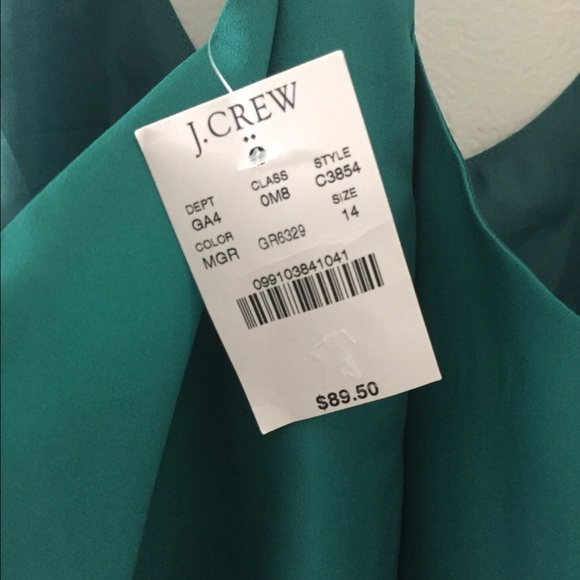 J.CREW
DEPT CLASS STYLE
GA4 0M8 C3854
COLOR SIZE
MGR GR6329 14
099103841041
$89.50